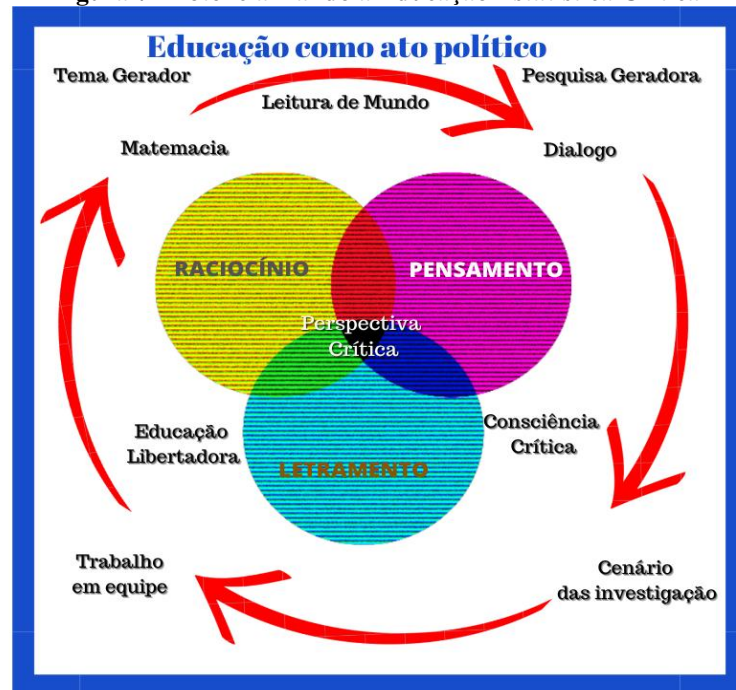 Educação como ato político
Tema Gerador
Pesquisa Geradora
Leitura de Mundo
Matemacia
Dialogo
RACIOCÍNIO
PENSAMENTO
Perspectiva
Crítica
Educação
Libertadora
Consciência
Crítica
LETRAMENTO
Trabalho
em equipe
Cenário
das investigação